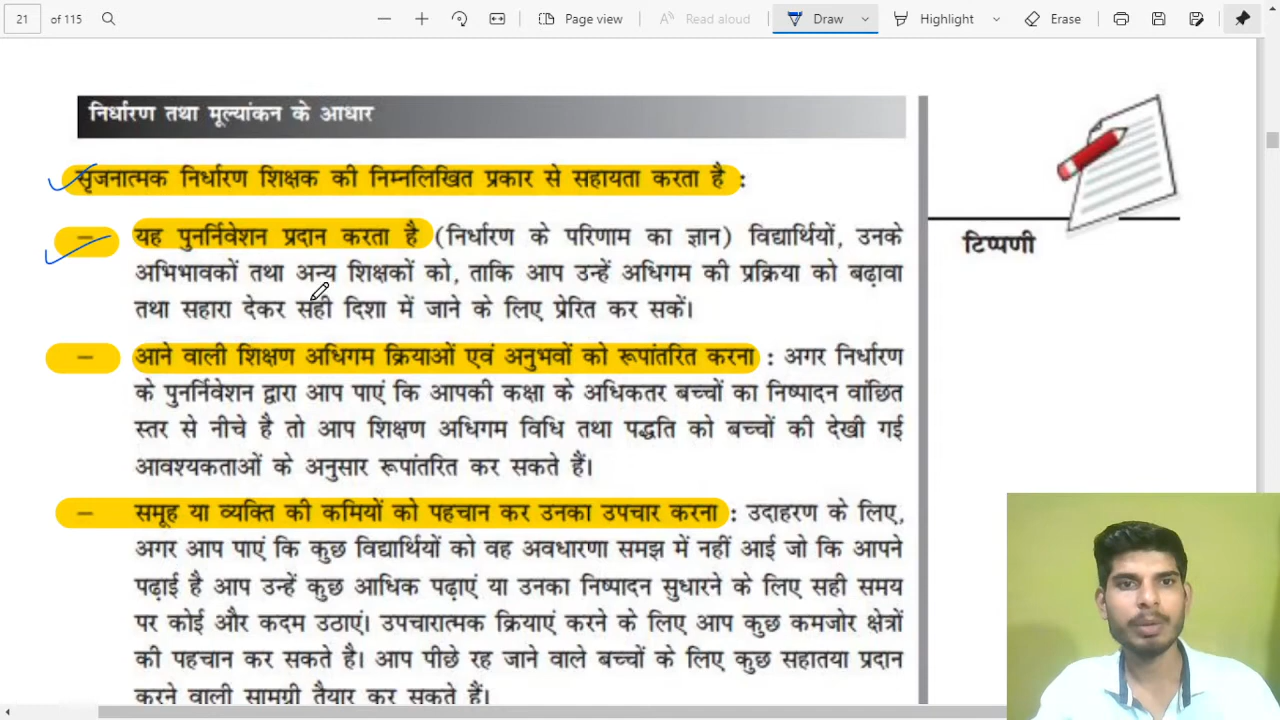 21 of 115 Page view Read aloud Draw Highlight Erase
निर्धारण तथा मूल्यांकन के आधार
सृजनात्मक निर्धारण शिक्षक की निम्नलिखित प्रकार से सहायता करता है :
– यह पुनर्निवेशन प्रदान करता है (निर्धारण के परिणाम का ज्ञान) विद्यार्थियों, उनके
अभिभावकों तथा अन्य शिक्षकों को, ताकि आप उन्हें अधिगम की प्रक्रिया को बढ़ावा
तथा सहारा देकर सही दिशा में जाने के लिए प्रेरित कर सकें।
टिप्पणी
– आने वाली शिक्षण अधिगम क्रियाओं एवं अनुभवों को रूपांतरित करना : अगर निर्धारण
के पुनर्निवेशन द्वारा आप पाएं कि आपकी कक्षा के अधिकतर बच्चों का निष्पादन वांछित
स्तर से नीचे है तो आप शिक्षण अधिगम विधि तथा पद्धति को बच्चों की देखी गई
आवश्यकताओं के अनुसार रूपांतरित कर सकते हैं।
– समूह या व्यक्ति की कमियों को पहचान कर उनका उपचार करना : उदाहरण के लिए,
अगर आप पाएं कि कुछ विद्यार्थियों को वह अवधारणा समझ में नहीं आई जो कि आपने
पढ़ाई है आप उन्हें कुछ आधिक पढ़ाएं या उनका निष्पादन सुधारने के लिए सही समय
पर कोई और कदम उठाएं। उपचारात्मक क्रियाएं करने के लिए आप कुछ कमजोर क्षेत्रों
की पहचान कर सकते है। आप पीछे रह जाने वाले बच्चों के लिए कुछ सहातया प्रदान
करने वाली सामग्री तैयार कर सकते हैं।